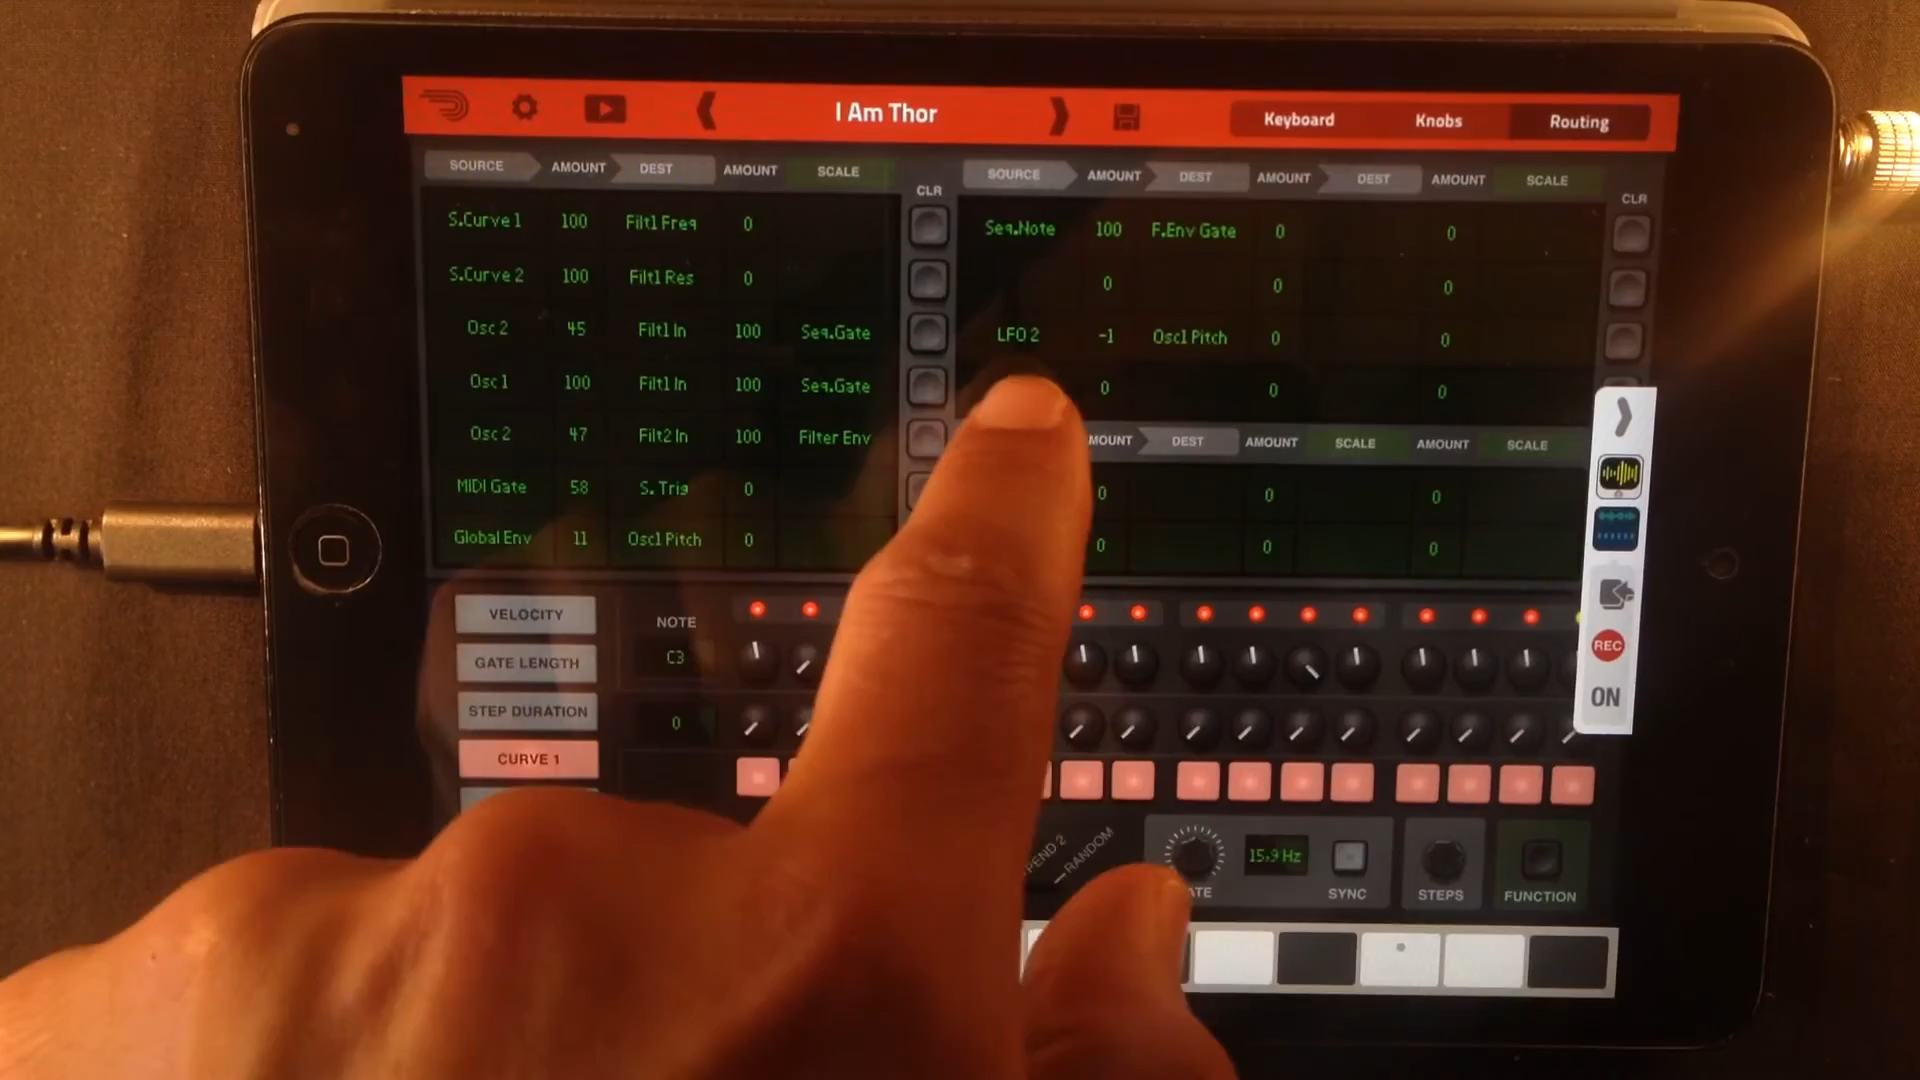 I Am Thor
Keyboard Knobs Routing
SOURCE AMOUNT DEST AMOUNT SCALE
CLR
S.Curve 1 100 Filt1 Freq 0
S.Curve 2 100 Filt1 Res 0
Osc 2 45 Filt1 In 100 Seq.Gate
Osc 1 100 Filt1 In 100 Seq.Gate
Osc 2 47 Filt2 In 100 Filter Env
MIDI Gate 58 S. Trig 0
Global Env 11 Osc1 Pitch 0
SOURCE AMOUNT DEST AMOUNT DEST AMOUNT SCALE
CLR
Seq.Note 100 F.Env Gate 0 0
0 0 0
LFO 2 -1 Osc1 Pitch 0 0
0 0 0
MOUNT DEST AMOUNT SCALE AMOUNT SCALE
0 0 0
0 0 0
VELOCITY
GATE LENGTH
STEP DURATION
CURVE 1
NOTE
C3
0
REC
ON
PEND 2
RANDOM
ATE
15.9 Hz
SYNC
STEPS
FUNCTION